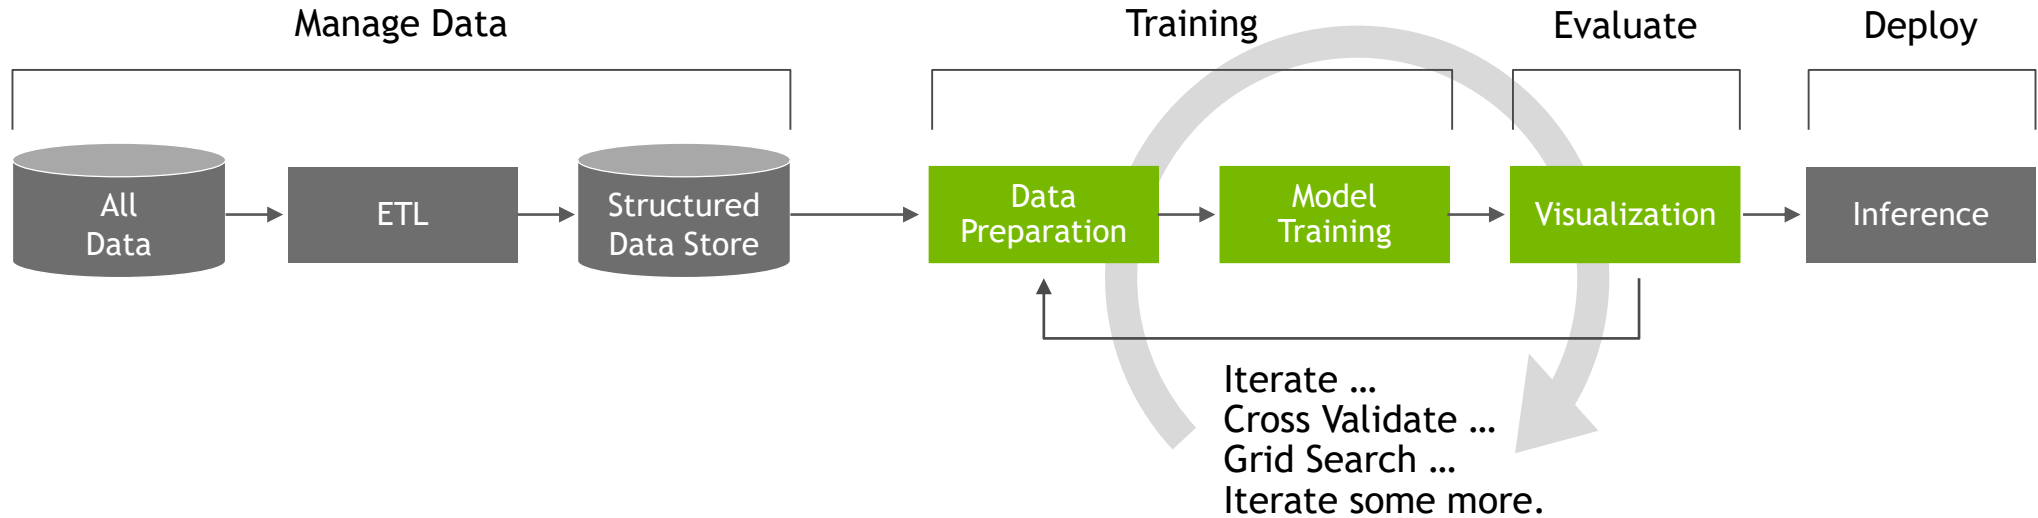 Manage Data
Training
Evaluate
Deploy
All
Data
ETL
Structured
Data Store
Data
Preparation
Model
Training
Visualization
Inference
Iterate …
Cross Validate …
Grid Search …
Iterate some more.